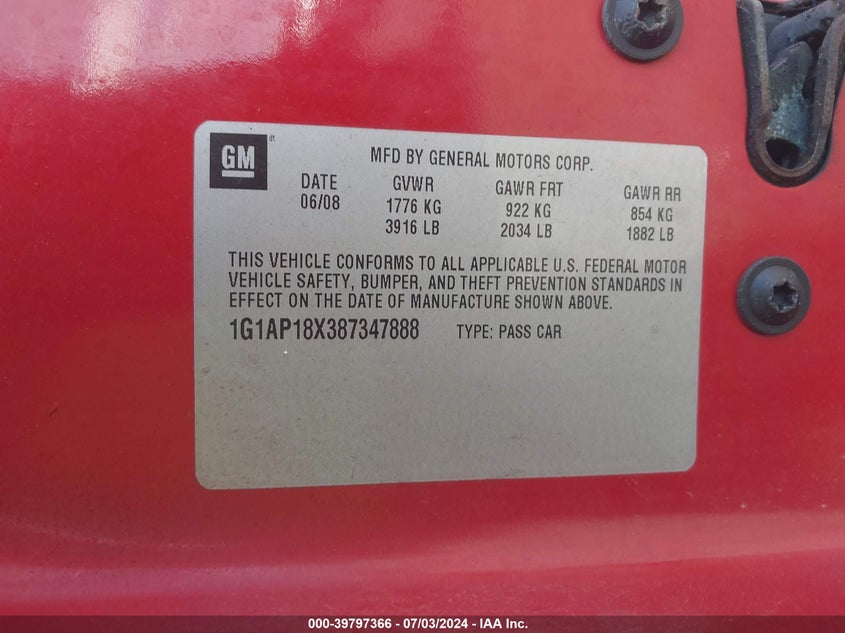 GM ®
MFD BY GENERAL MOTORS CORP.
DATE GVWR GAWR FRT GAWR RR
06/08 1776 KG 922 KG 854 KG
3916 LB 2034 LB 1882 LB
THIS VEHICLE CONFORMS TO ALL APPLICABLE U.S. FEDERAL MOTOR
VEHICLE SAFETY, BUMPER, AND THEFT PREVENTION STANDARDS IN
EFFECT ON THE DATE OF MANUFACTURE SHOWN ABOVE.
1G1AP18X387347888 TYPE: PASS CAR
000-39797366 - 07/03/2024 - IAA Inc.